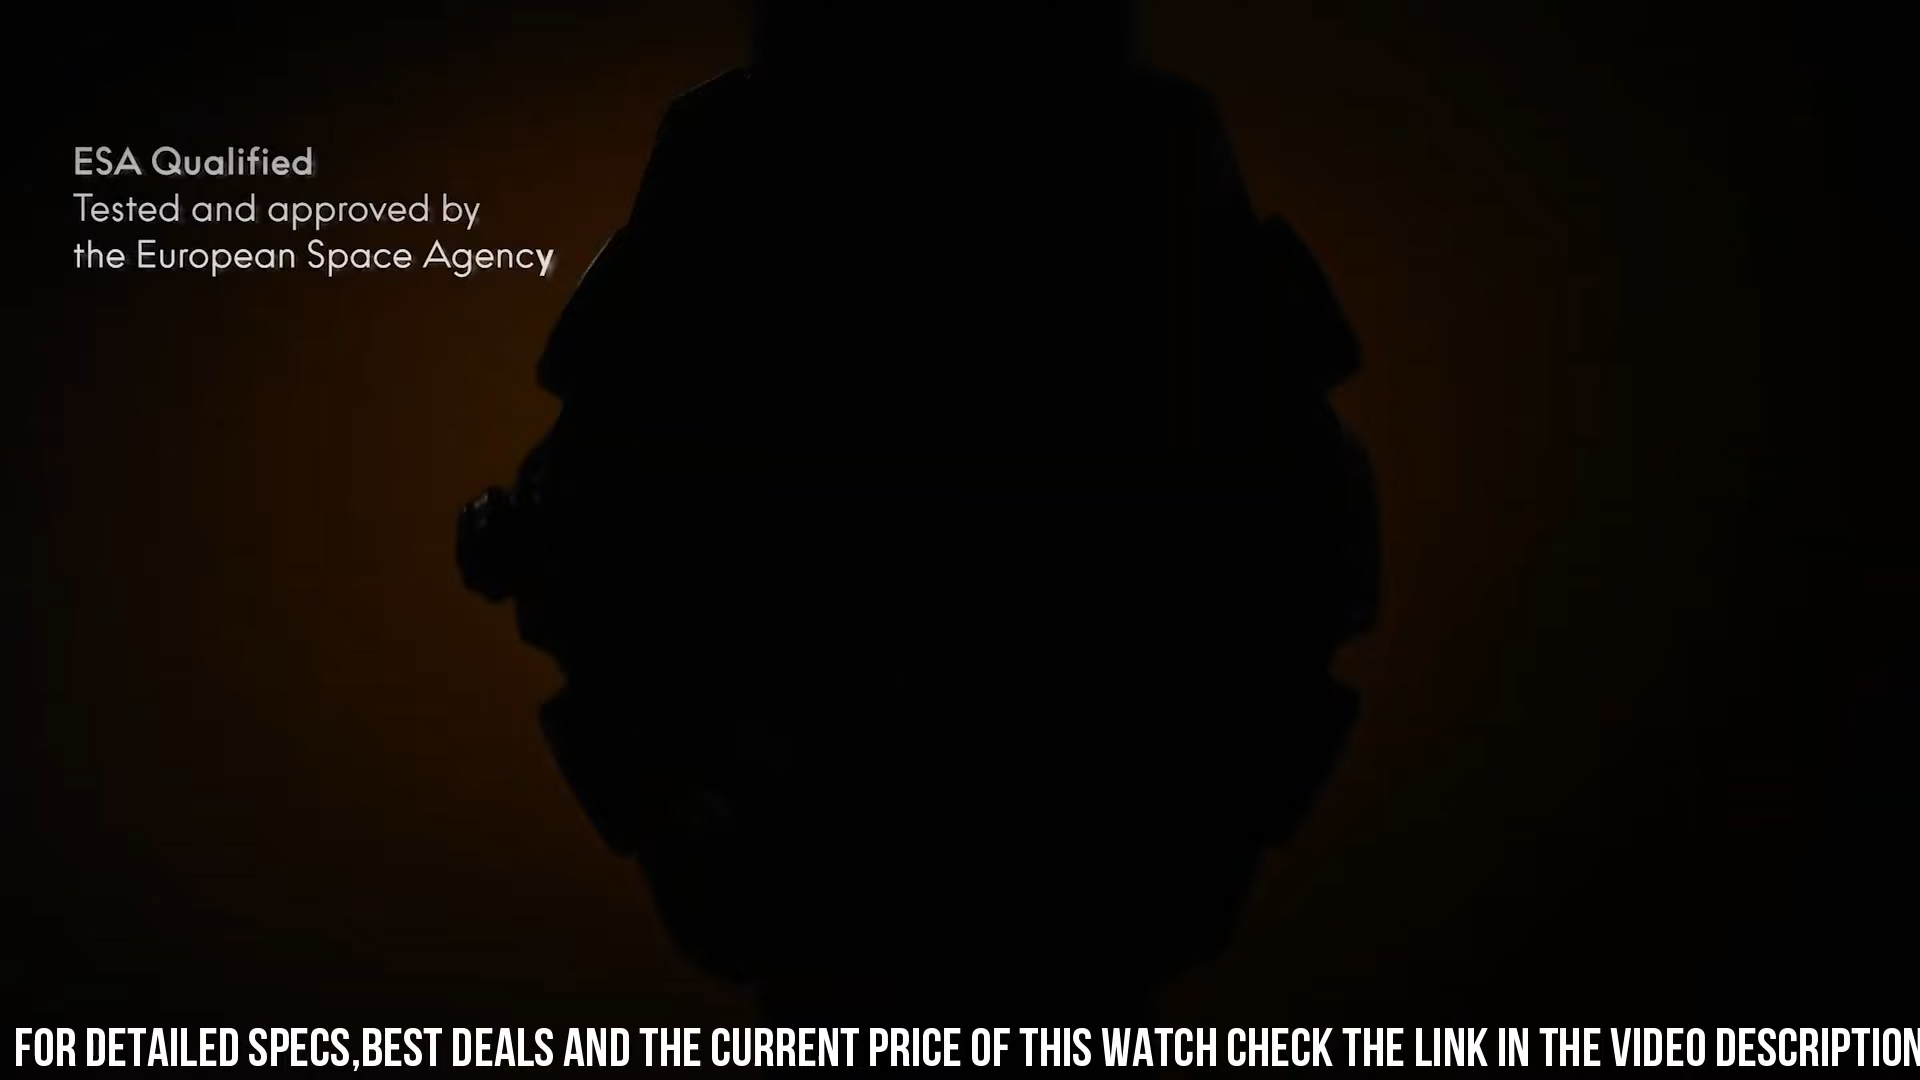 ESA Qualified
Tested and approved by
the European Space Agency
FOR DETAILED SPECS,BEST DEALS AND THE CURRENT PRICE OF THIS WATCH CHECK THE LINK IN THE VIDEO DESCRIPTION